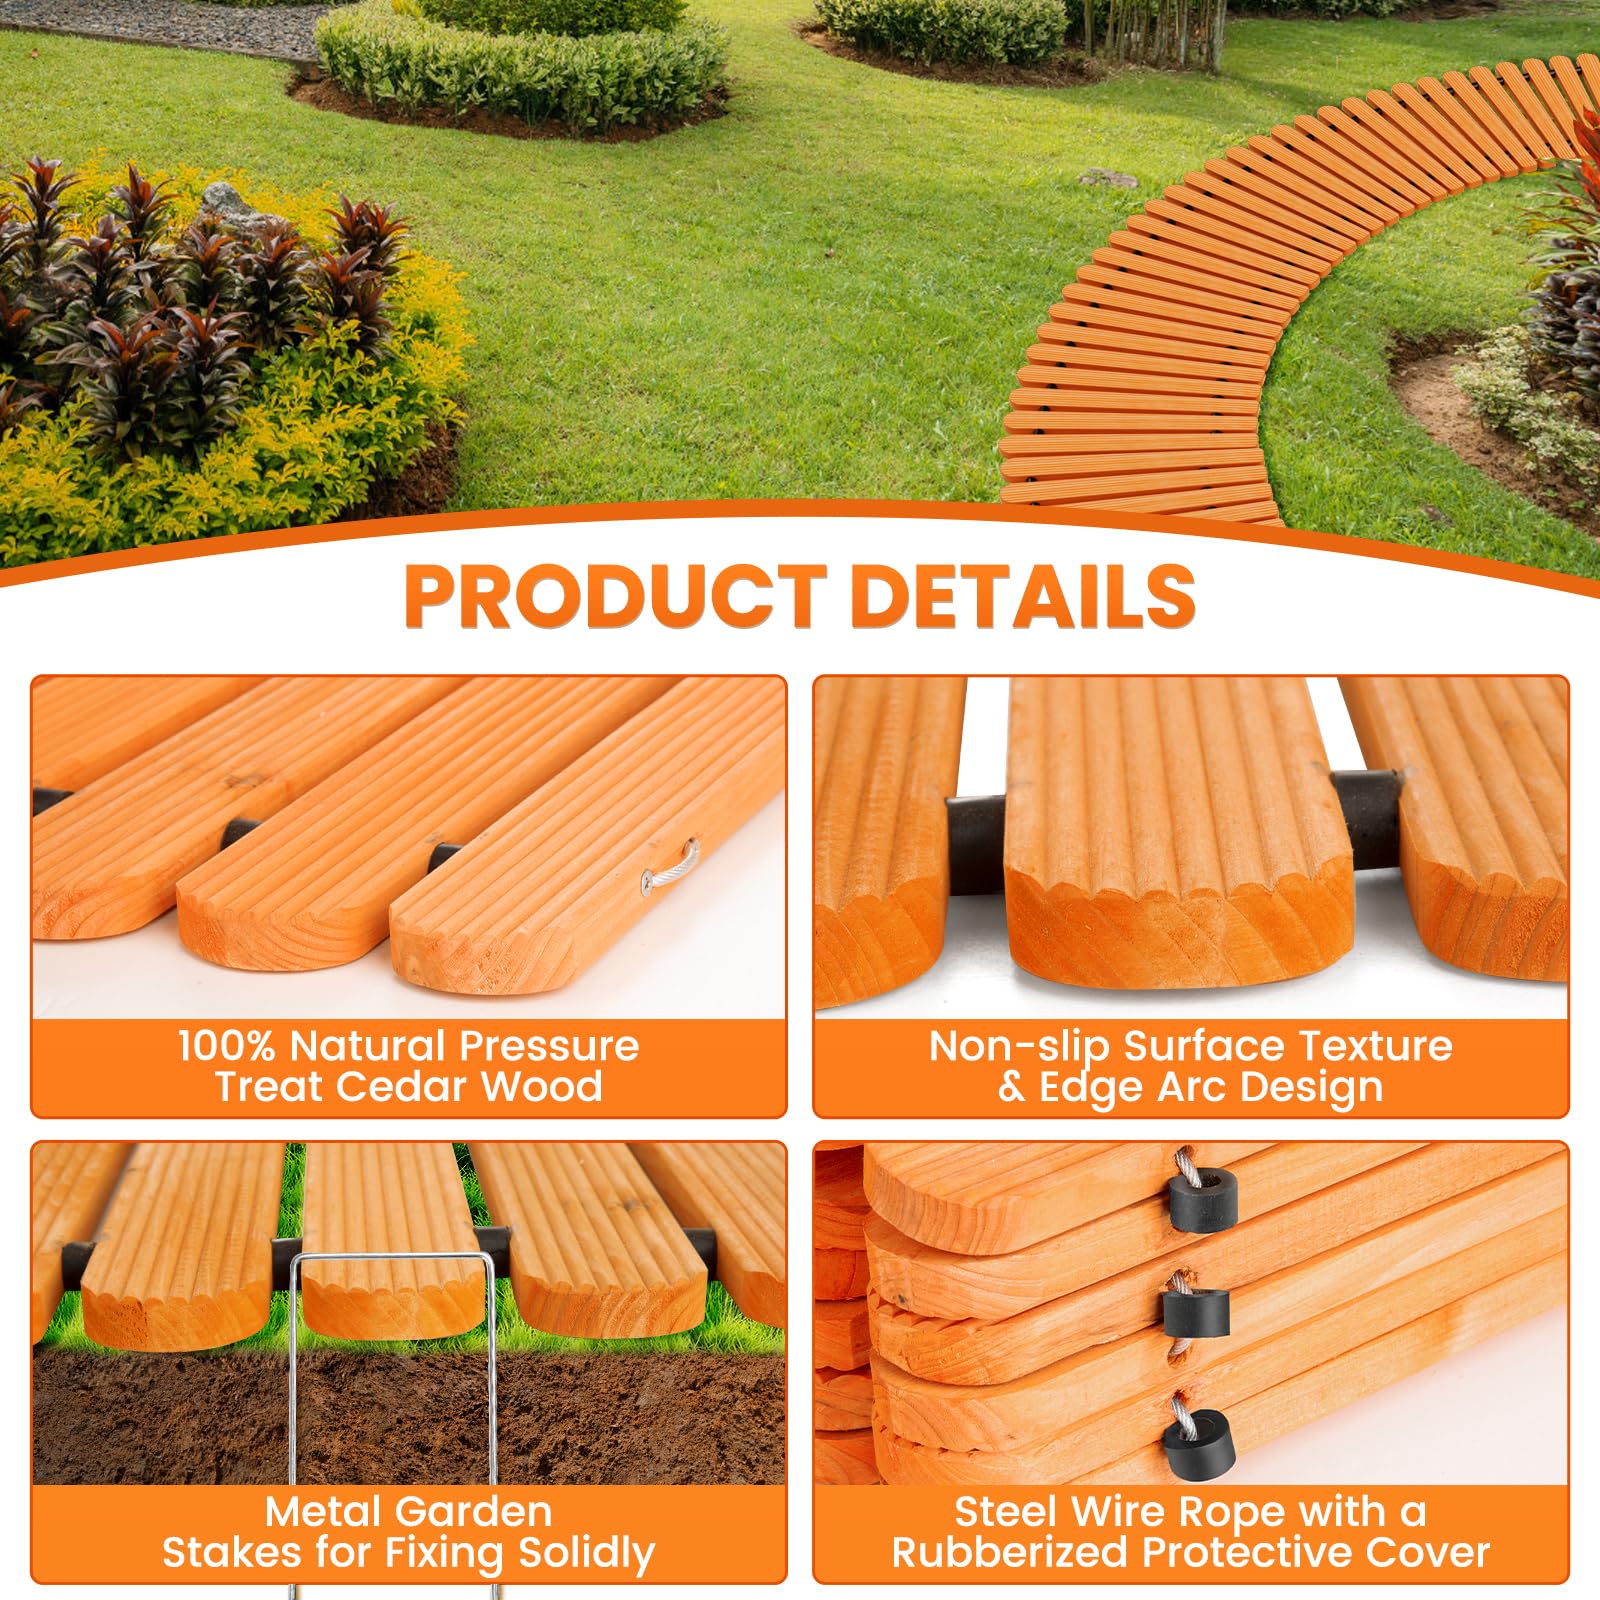 PRODUCT DETAILS
100% Natural Pressure
Treat Cedar Wood
Non-slip Surface Texture
& Edge Arc Design
Metal Garden
Stakes for Fixing Solidly
Steel Wire Rope with a
Rubberized Protective Cover